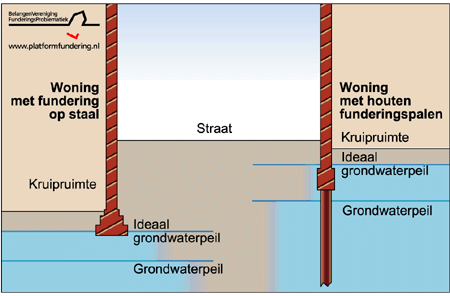 BelangenVereniging
FunderingsProblematiek
www.platformfundering.nl
Woning
met fundering
op staal
Straat
Woning
met houten
funderingspalen
Kruipruimte
Ideaal
grondwaterpeil
Grondwaterpeil
Kruipruimte
Ideaal
grondwaterpeil
Grondwaterpeil